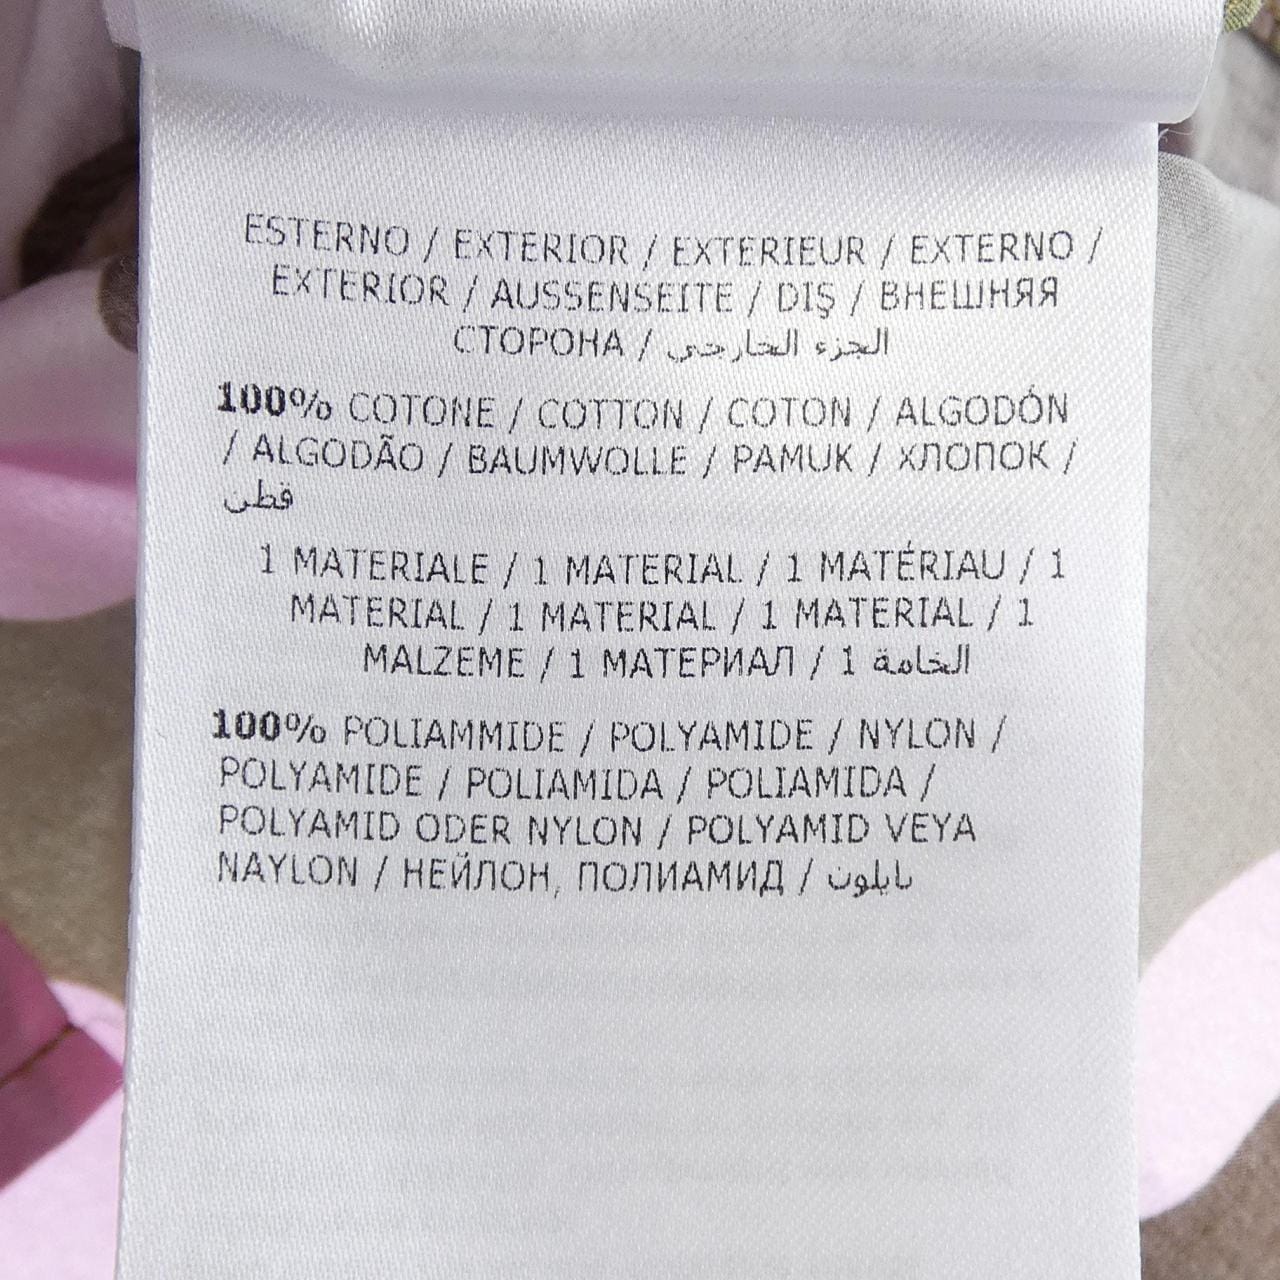 ESTERNO / EXTERIOR / EXTERIEUR / EXTERNO /
EXTERIOR / AUSSENSEITE / DIŞ / ВНЕШНЯЯ
СТОРОНА / الجزء الخارجي
100% COTONE / COTTON / COTON / ALGODÓN
/ ALGODÃO / BAUMWOLLE / PAMUK / ХЛОПОК /
قطن
1 MATERIALE / 1 MATERIAL / 1 MATÉRIAU / 1
MATERIAL / 1 MATERIAL / 1 MATERIAL / 1
MALZEME / 1 МАТЕРИАЛ / 1 الخامة
100% POLIAMMIDE / POLYAMIDE / NYLON /
POLYAMIDE / POLIAMIDA / POLIAMIDA /
POLYAMID ODER NYLON / POLYAMID VEYA
NAYLON / НЕЙЛОН, ПОЛИАМИД / نايلون